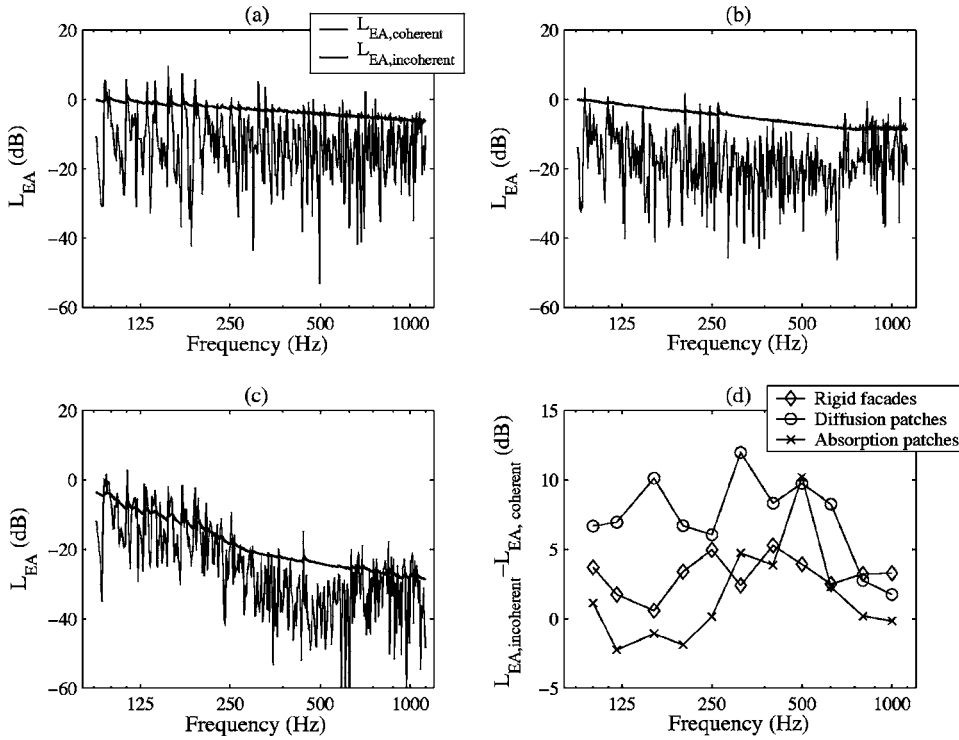 (a)
L_EA,coherent
L_EA,incoherent
20
0
−20
−40
−60
L_EA (dB)
125 250 500 1000
Frequency (Hz)
(b)
20
0
−20
−40
−60
L_EA (dB)
125 250 500 1000
Frequency (Hz)
(c)
20
0
−20
−40
−60
L_EA (dB)
125 250 500 1000
Frequency (Hz)
(d)
Rigid facades
Diffusion patches
Absorption patches
15
10
5
0
−5
L_EA,incoherent −L_EA, coherent (dB)
125 250 500 1000
Frequency (Hz)